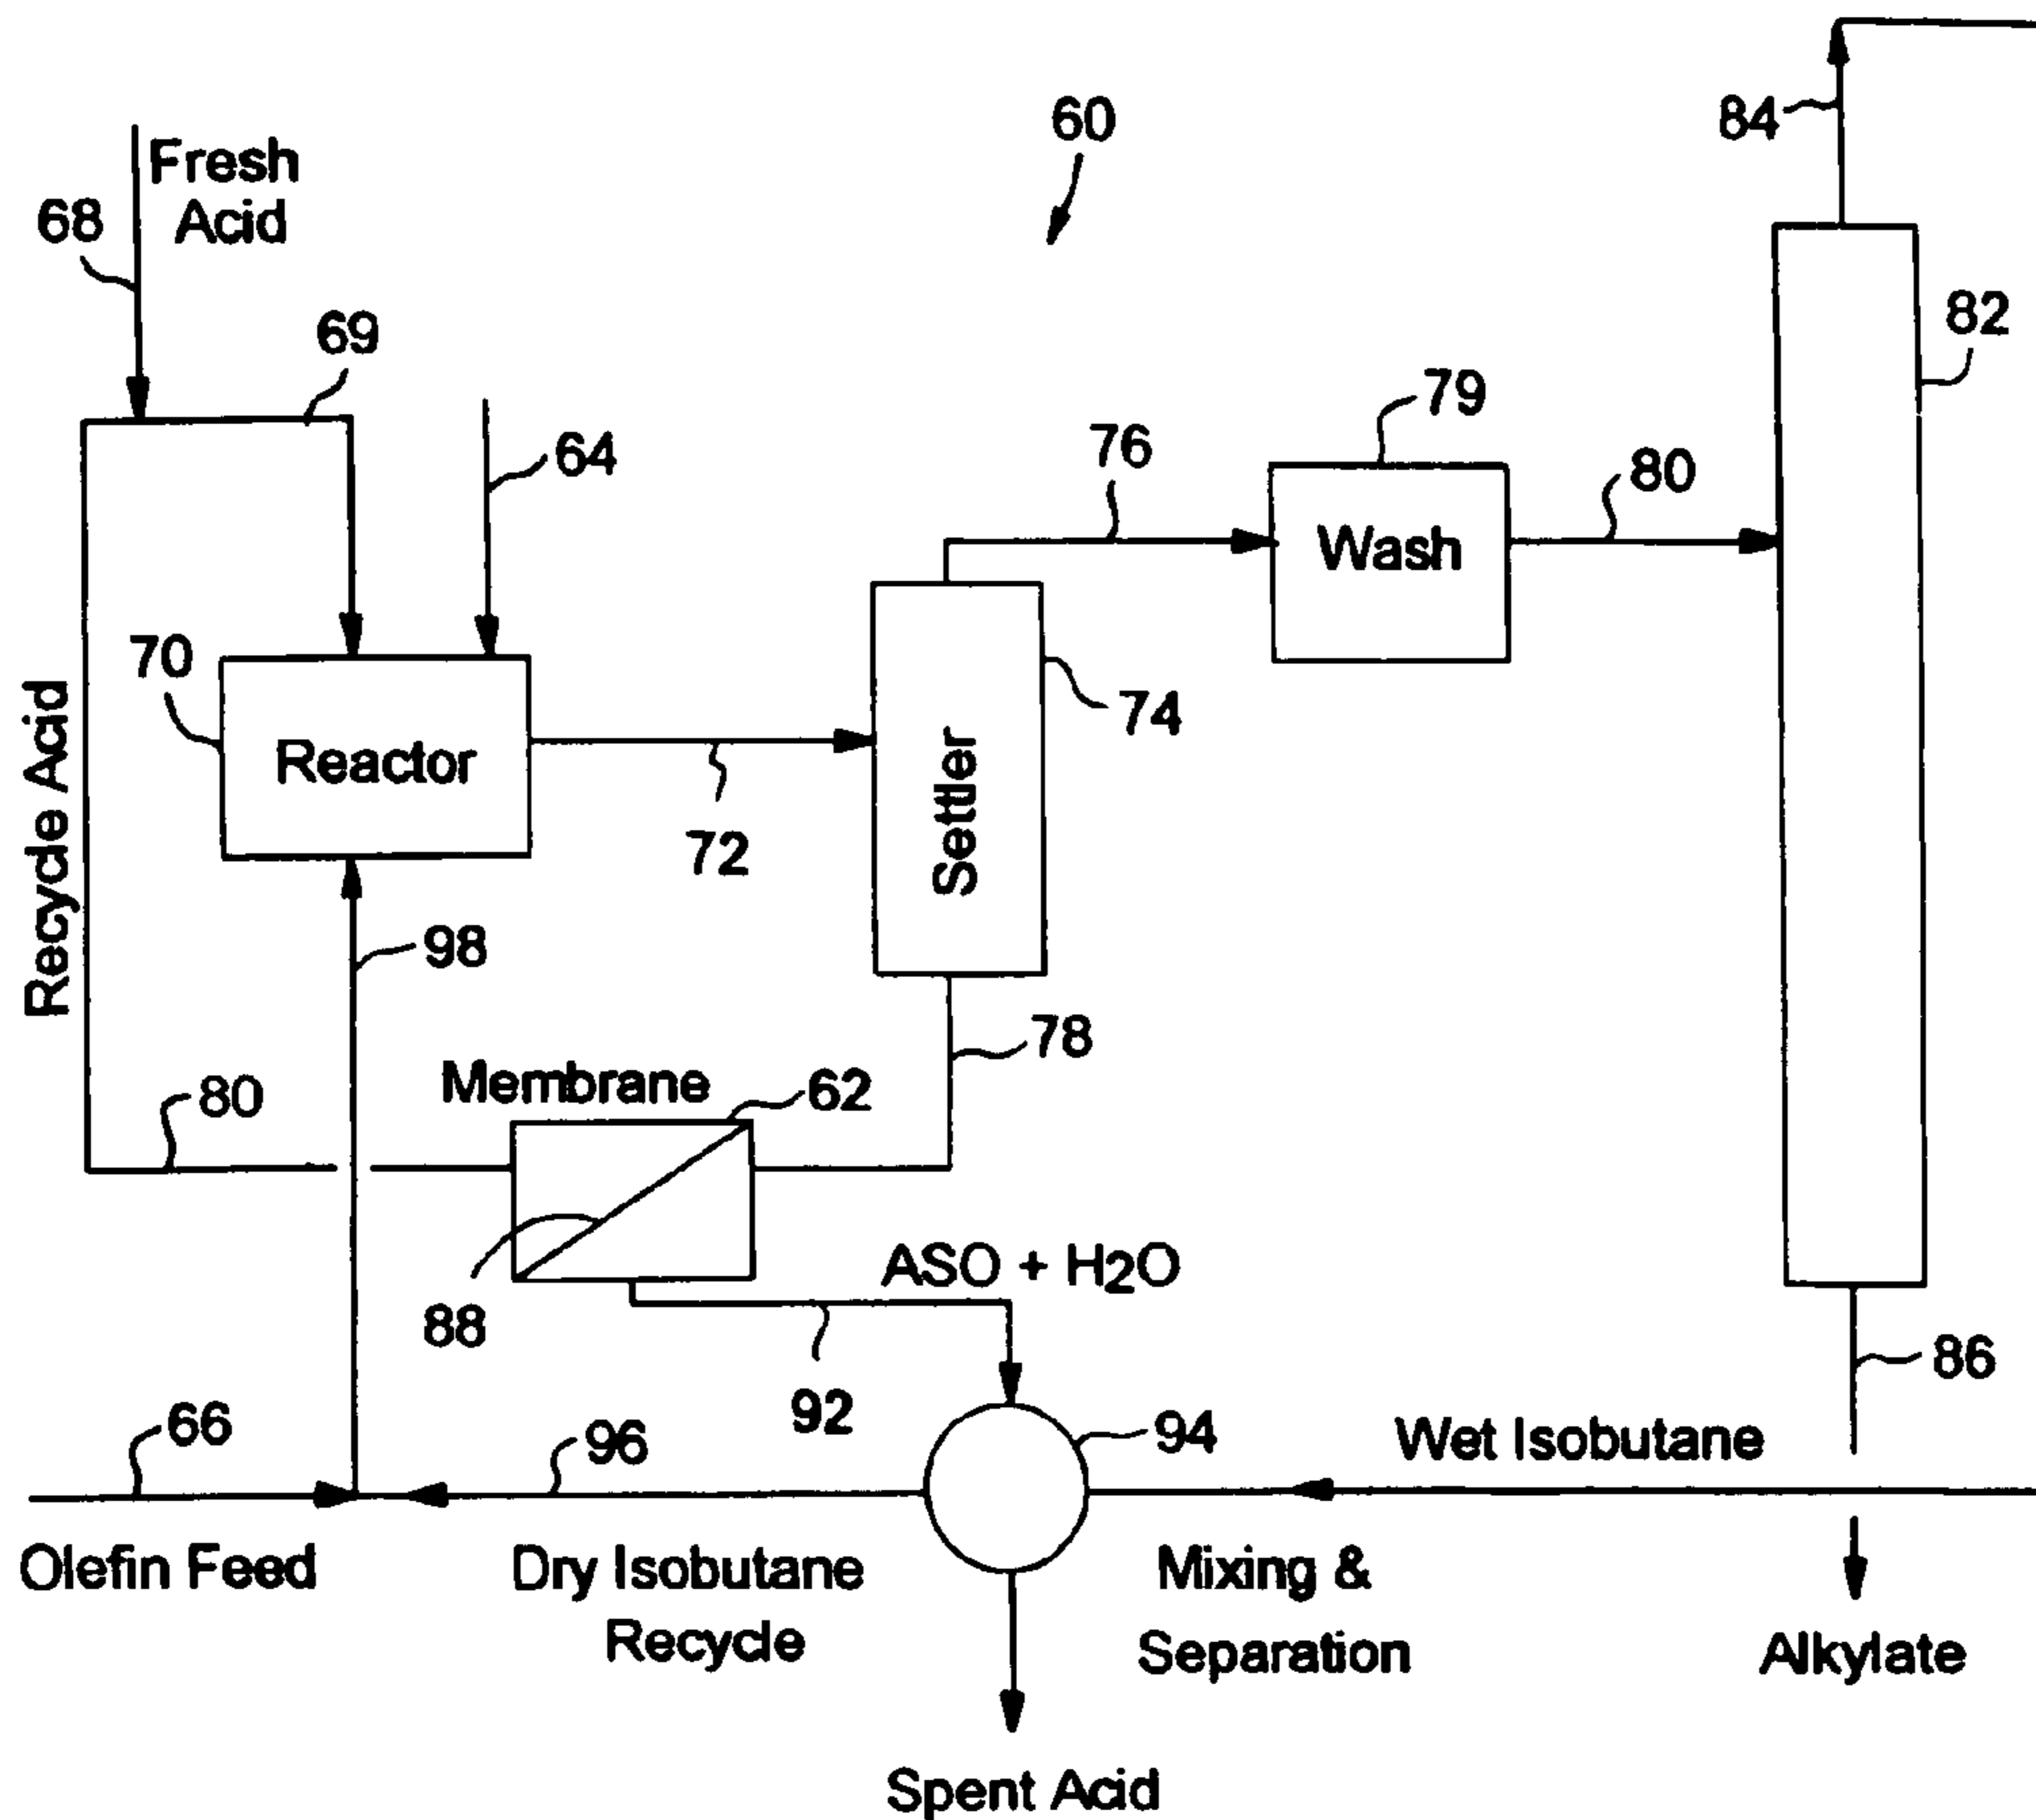 84
60
Fresh
Acid
68
69
82
79
64
76
80
Wash
70
Reactor
74
Settler
Recycle Acid
72
98
78
Membrane
62
80
ASO + H2O
88
86
66
96
92
94
Wet Isobutane
Olefin Feed
Dry Isobutane
Recycle
Mixing &
Separation
Alkylate
Spent Acid